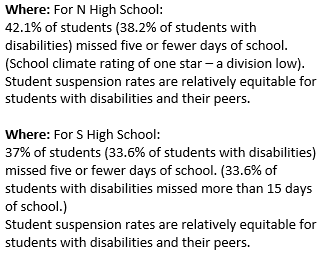 Where: For N High School:
42.1% of students (38.2% of students with
disabilities) missed five or fewer days of school.
(School climate rating of one star – a division low).
Student suspension rates are relatively equitable for
students with disabilities and their peers.
Where: For S High School:
37% of students (33.6% of students with disabilities)
missed five or fewer days of school. (33.6% of
students with disabilities missed more than 15 days
of school.)
Student suspension rates are relatively equitable for
students with disabilities and their peers.